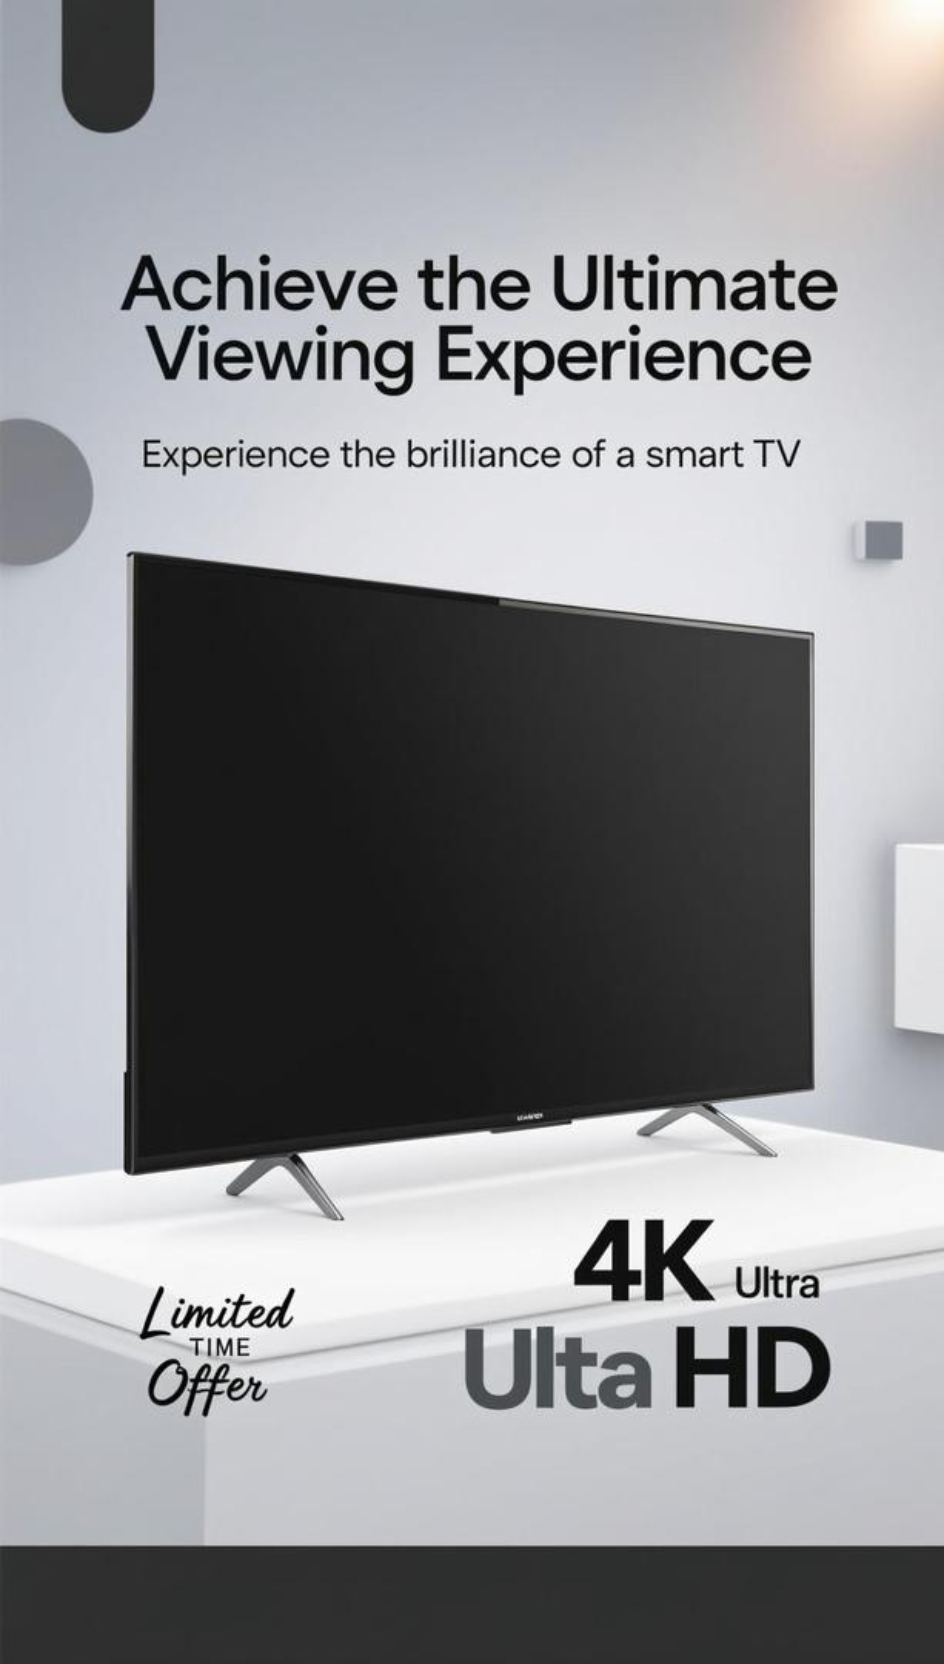 Achieve the Ultimate
Viewing Experience
Experience the brilliance of a smart TV
4K Ultra
Ulta HD
Limited
TIME
Offer